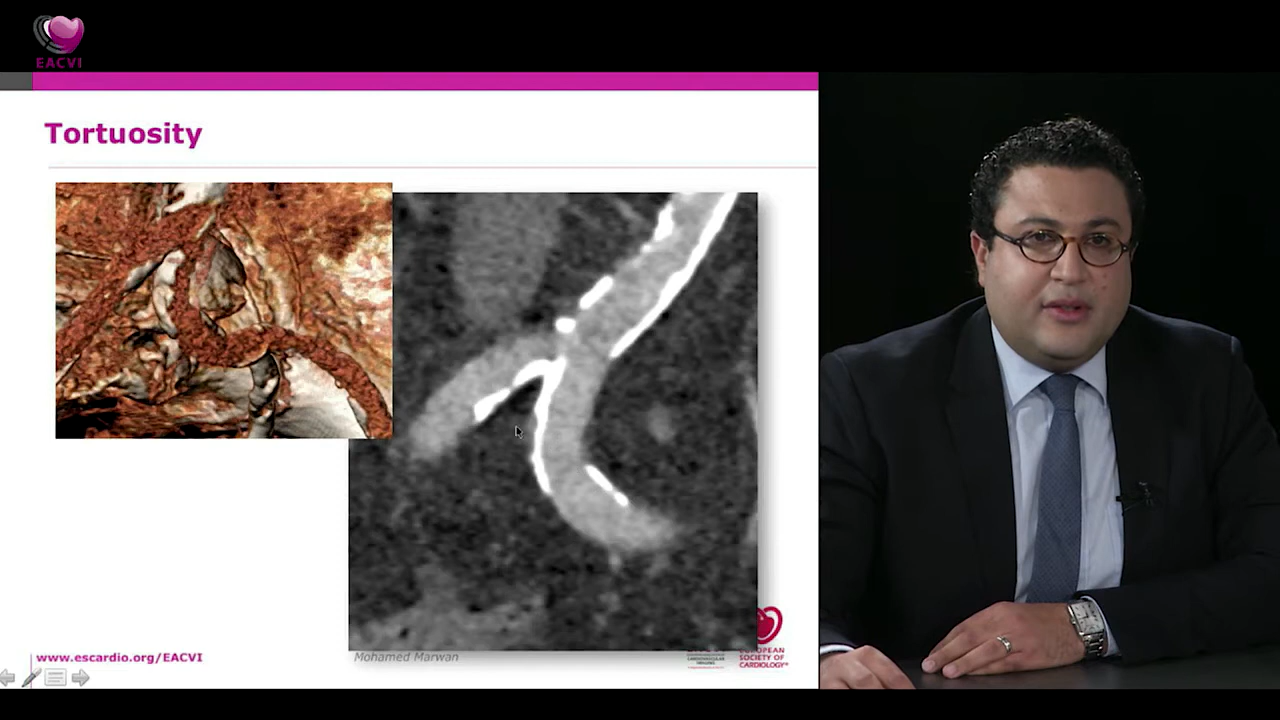 EACVI
Tortuosity
www.escardio.org/EACVI
Mohamed Marwan
EUROPEAN
SOCIETY OF
CARDIOLOGY®